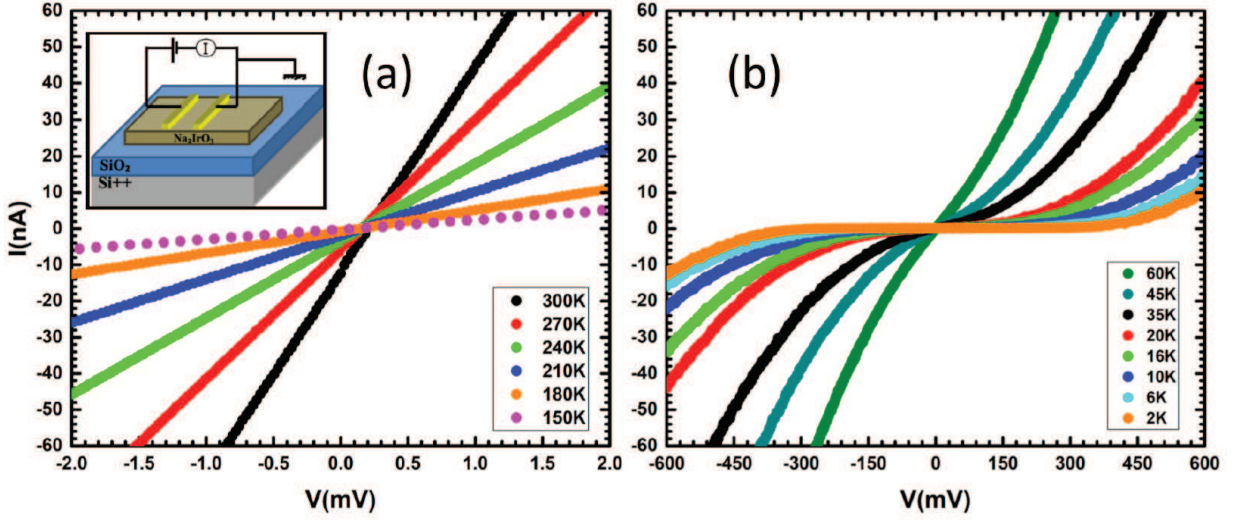 60
50
40
30
20
10
0
-10
-20
-30
-40
-50
-60
I(nA)
-2.0 -1.5 -1.0 -0.5 0.0 0.5 1.0 1.5 2.0
V(mV)
(a)
I
Na₂IrO₃
SiO₂
Si++
300K
270K
240K
210K
180K
150K
60
50
40
30
20
10
0
-10
-20
-30
-40
-50
-60
-600 -450 -300 -150 0 150 300 450 600
V(mV)
(b)
60K
45K
35K
20K
16K
10K
6K
2K